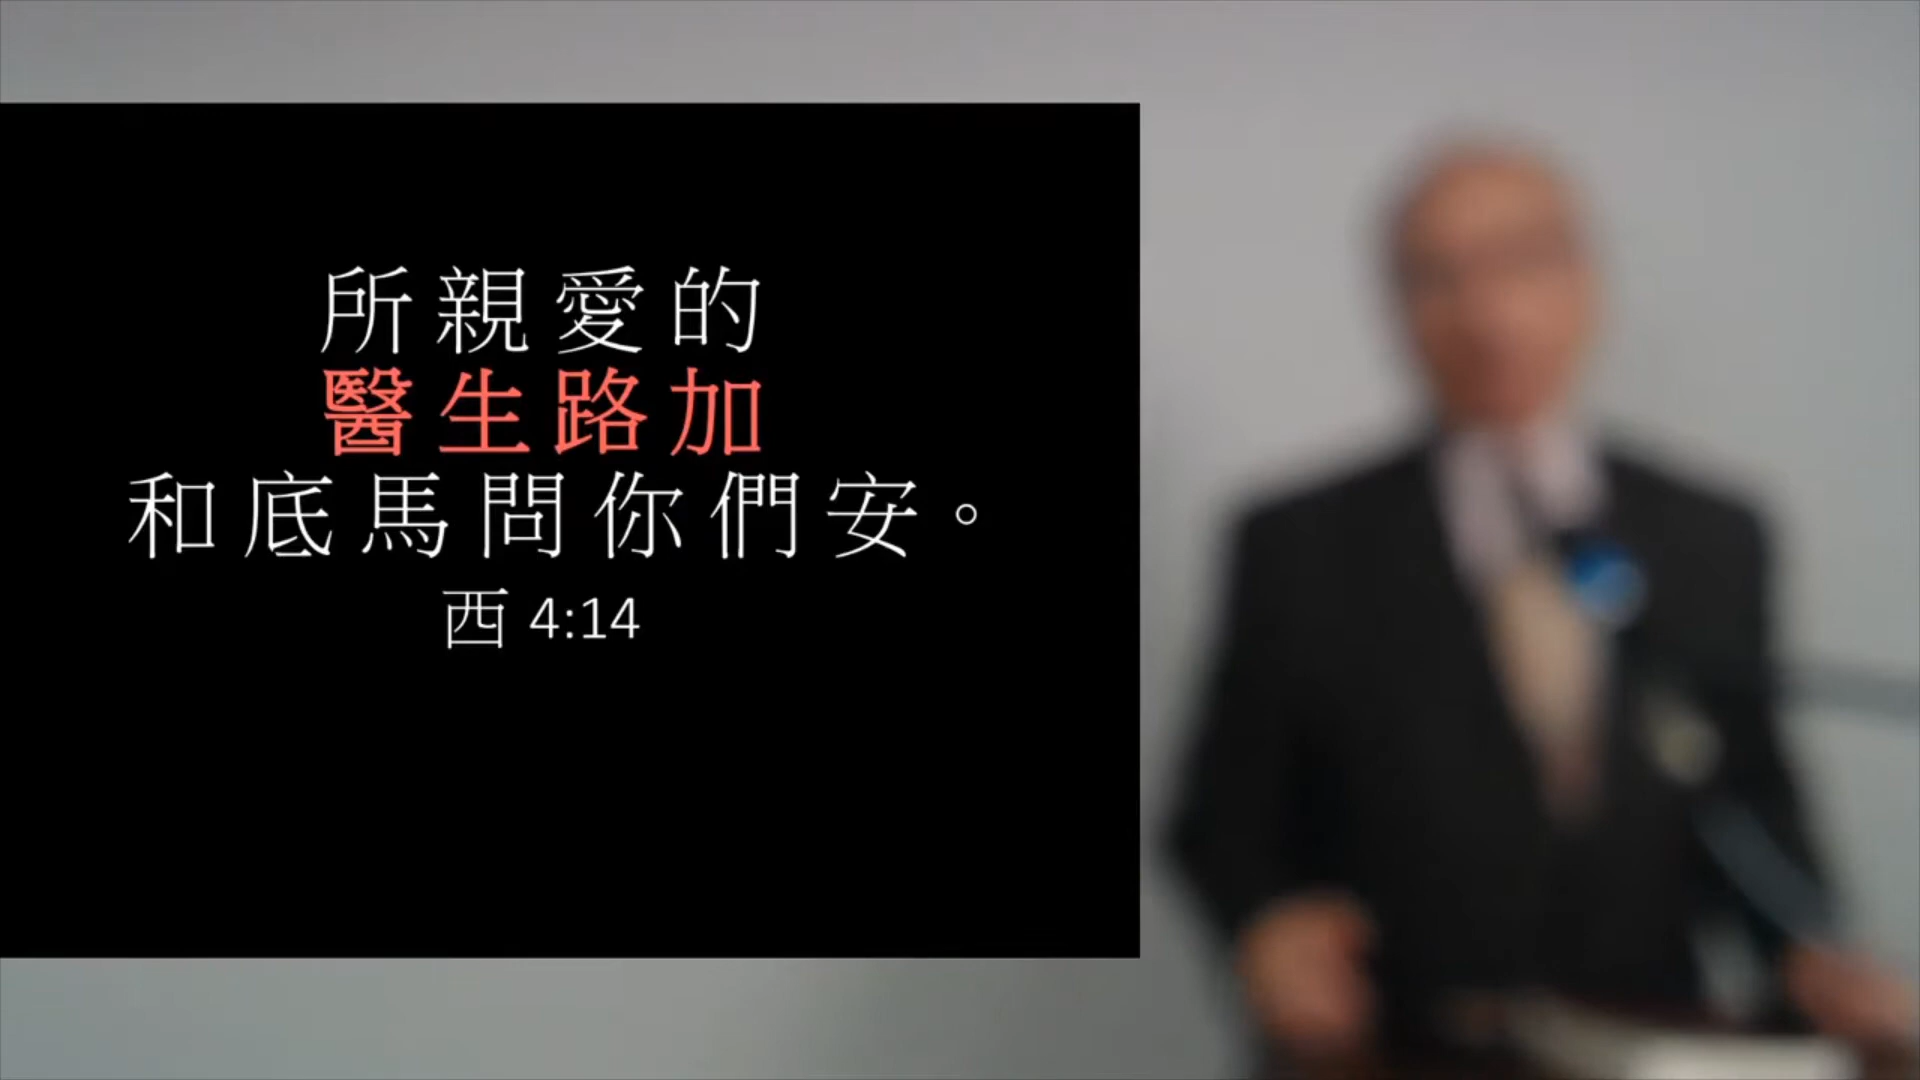 所親愛的
醫生路加
和底馬問你們安。
西 4:14